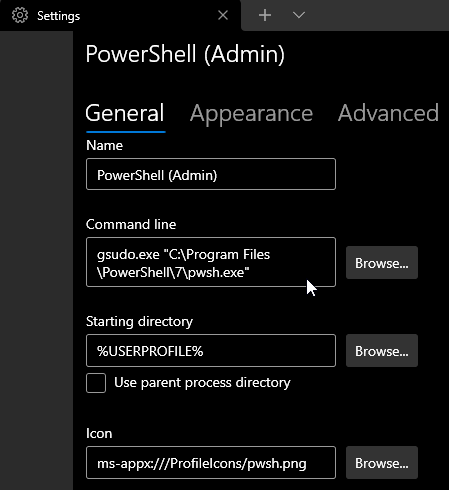 Settings
PowerShell (Admin)
General Appearance Advanced
Name
PowerShell (Admin)
Command line
gsudo.exe "C:\Program Files
\PowerShell\7\pwsh.exe"
Browse...
Starting directory
%USERPROFILE%
Browse...
Use parent process directory
Icon
ms-appx:///ProfileIcons/pwsh.png
Browse...